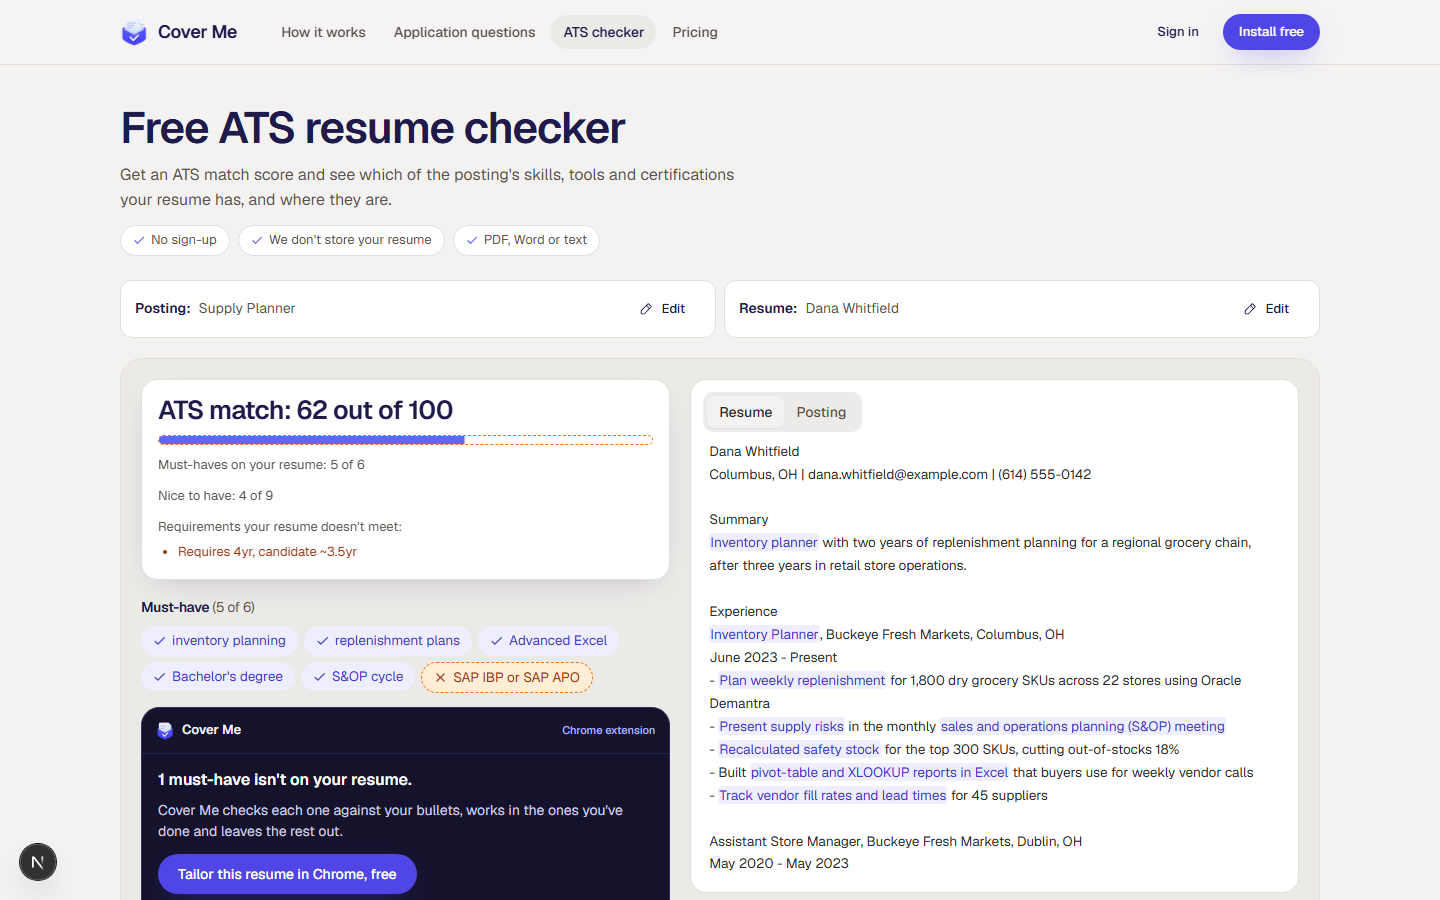 Cover Me
How it works
Application questions
ATS checker
Pricing
Sign in
Install free
Free ATS resume checker
Get an ATS match score and see which of the posting's skills, tools and certifications
your resume has, and where they are.
No sign-up
We don't store your resume
PDF, Word or text
Posting: Supply Planner
Edit
Resume: Dana Whitfield
Edit
ATS match: 62 out of 100
Must-haves on your resume: 5 of 6
Nice to have: 4 of 9
Requirements your resume doesn't meet:
• Requires 4yr, candidate ~3.5yr
Must-have (5 of 6)
inventory planning
replenishment plans
Advanced Excel
Bachelor's degree
S&OP cycle
SAP IBP or SAP APO
Cover Me
Chrome extension
1 must-have isn't on your resume.
Cover Me checks each one against your bullets, works in the ones you've
done and leaves the rest out.
Tailor this resume in Chrome, free
Resume
Posting
Dana Whitfield
Columbus, OH | dana.whitfield@example.com | (614) 555-0142
Summary
Inventory planner with two years of replenishment planning for a regional grocery chain,
after three years in retail store operations.
Experience
Inventory Planner, Buckeye Fresh Markets, Columbus, OH
June 2023 - Present
- Plan weekly replenishment for 1,800 dry grocery SKUs across 22 stores using Oracle
Demantra
- Present supply risks in the monthly sales and operations planning (S&OP) meeting
- Recalculated safety stock for the top 300 SKUs, cutting out-of-stocks 18%
- Built pivot-table and XLOOKUP reports in Excel that buyers use for weekly vendor calls
- Track vendor fill rates and lead times for 45 suppliers
Assistant Store Manager, Buckeye Fresh Markets, Dublin, OH
May 2020 - May 2023
N